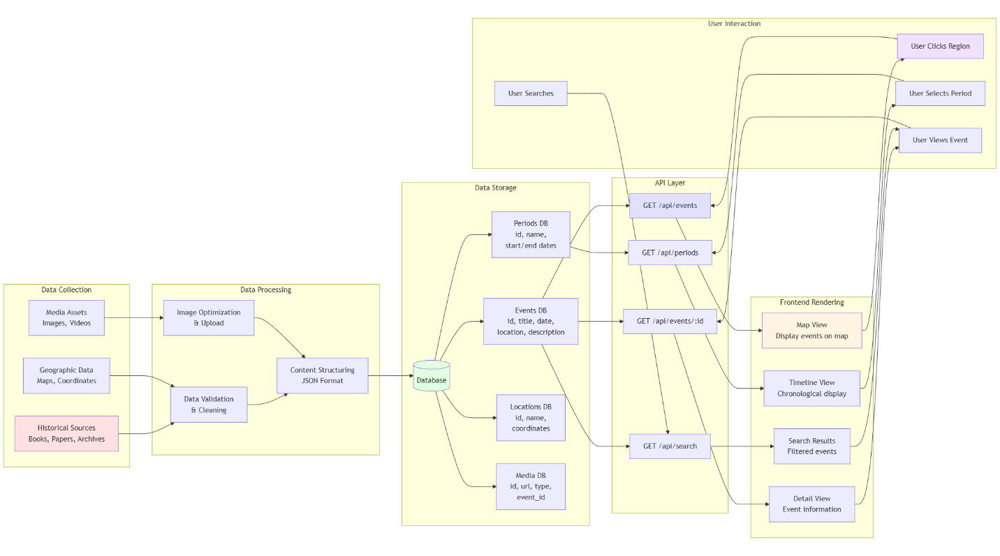 User Interaction
User Clicks Region
User Searches
User Selects Period
User Views Event
Data Storage
Periods DB
id, name,
start/end dates
Events DB
id, title, date,
location, description
Database
Locations DB
id, name,
coordinates
Media DB
id, url, type,
event_id
API Layer
GET /api/events
GET /api/periods
GET /api/events/:id
GET /api/search
Data Collection
Media Assets
Images, Videos
Geographic Data
Maps, Coordinates
Historical Sources
Books, Papers, Archives
Data Processing
Image Optimization
& Upload
Content Structuring
JSON Format
Data Validation
& Cleaning
Frontend Rendering
Map View
Display events on map
Timeline View
Chronological display
Search Results
Filtered events
Detail View
Event information